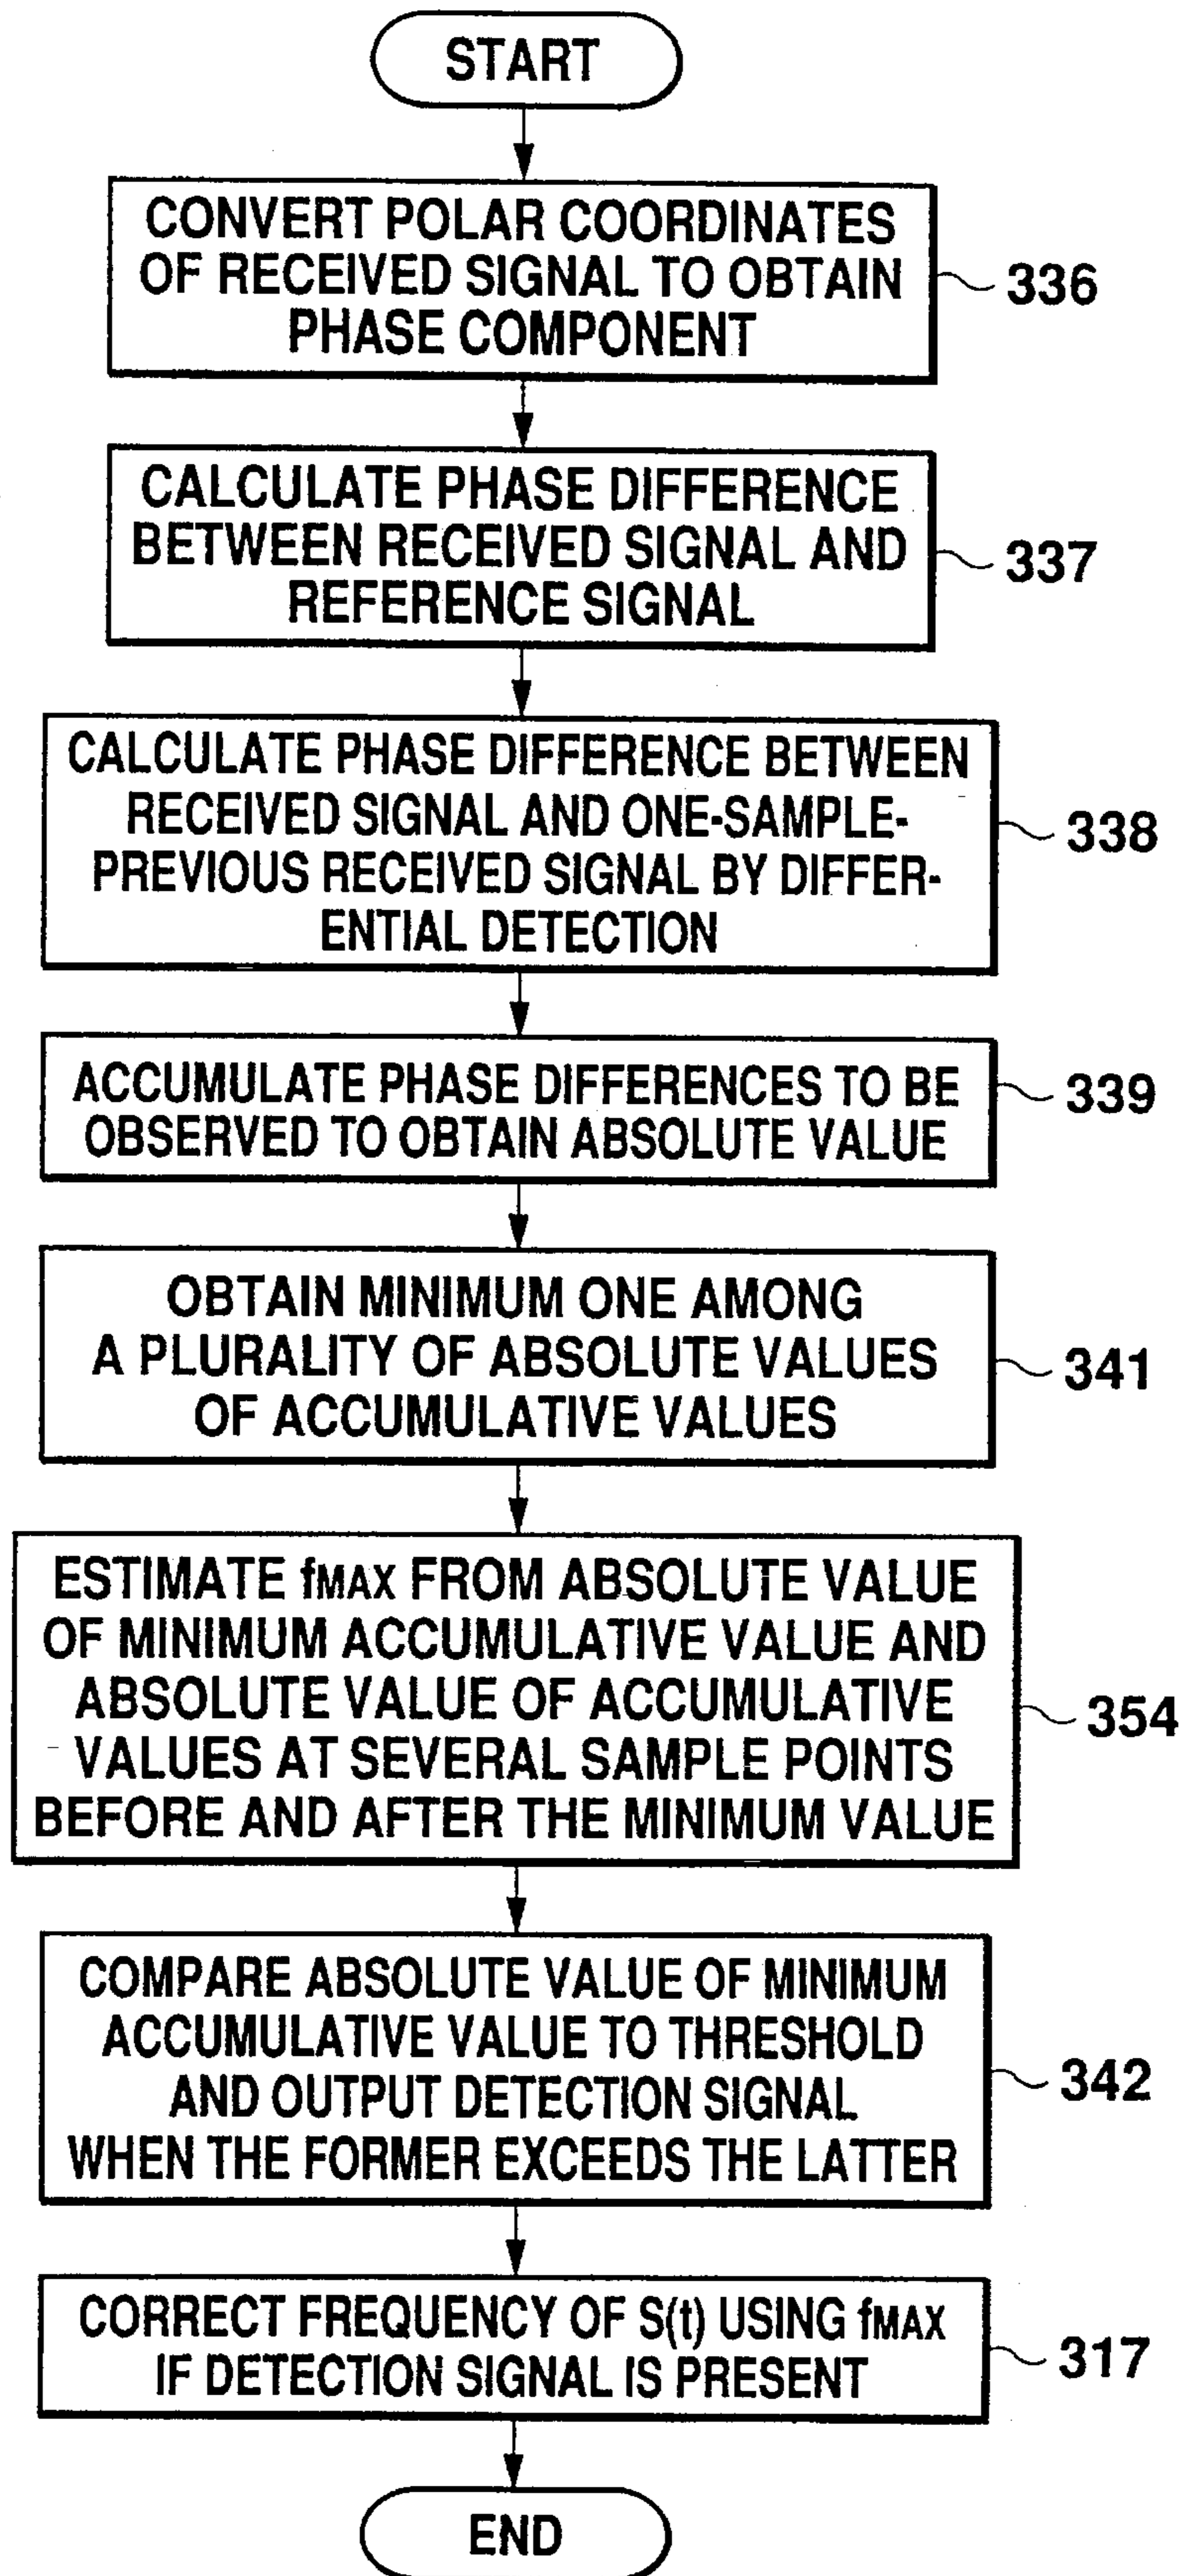 START
CONVERT POLAR COORDINATES
OF RECEIVED SIGNAL TO OBTAIN
PHASE COMPONENT
336
CALCULATE PHASE DIFFERENCE
BETWEEN RECEIVED SIGNAL AND
REFERENCE SIGNAL
337
CALCULATE PHASE DIFFERENCE BETWEEN
RECEIVED SIGNAL AND ONE-SAMPLE-
PREVIOUS RECEIVED SIGNAL BY DIFFER-
ENTIAL DETECTION
338
ACCUMULATE PHASE DIFFERENCES TO BE
OBSERVED TO OBTAIN ABSOLUTE VALUE
339
OBTAIN MINIMUM ONE AMONG
A PLURALITY OF ABSOLUTE VALUES
OF ACCUMULATIVE VALUES
341
ESTIMATE fMAX FROM ABSOLUTE VALUE
OF MINIMUM ACCUMULATIVE VALUE AND
ABSOLUTE VALUE OF ACCUMULATIVE
VALUES AT SEVERAL SAMPLE POINTS
BEFORE AND AFTER THE MINIMUM VALUE
354
COMPARE ABSOLUTE VALUE OF MINIMUM
ACCUMULATIVE VALUE TO THRESHOLD
AND OUTPUT DETECTION SIGNAL
WHEN THE FORMER EXCEEDS THE LATTER
342
CORRECT FREQUENCY OF S(t) USING fMAX
IF DETECTION SIGNAL IS PRESENT
317
END